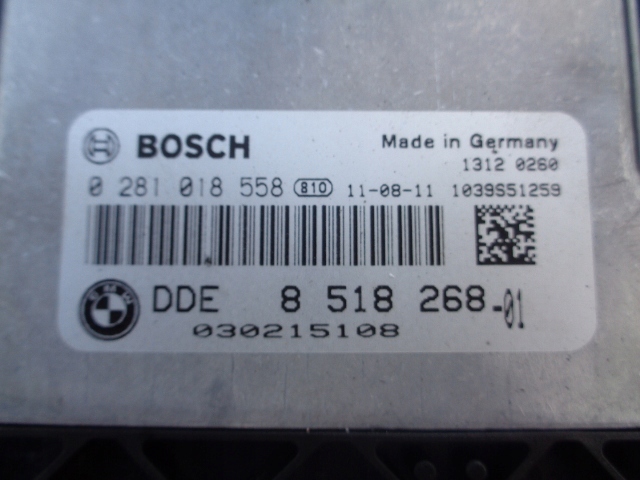 BOSCH Made in Germany
1312 0260
0 281 018 558 810 11-08-11 1039S51259
DDE 8 518 268-01
030215108